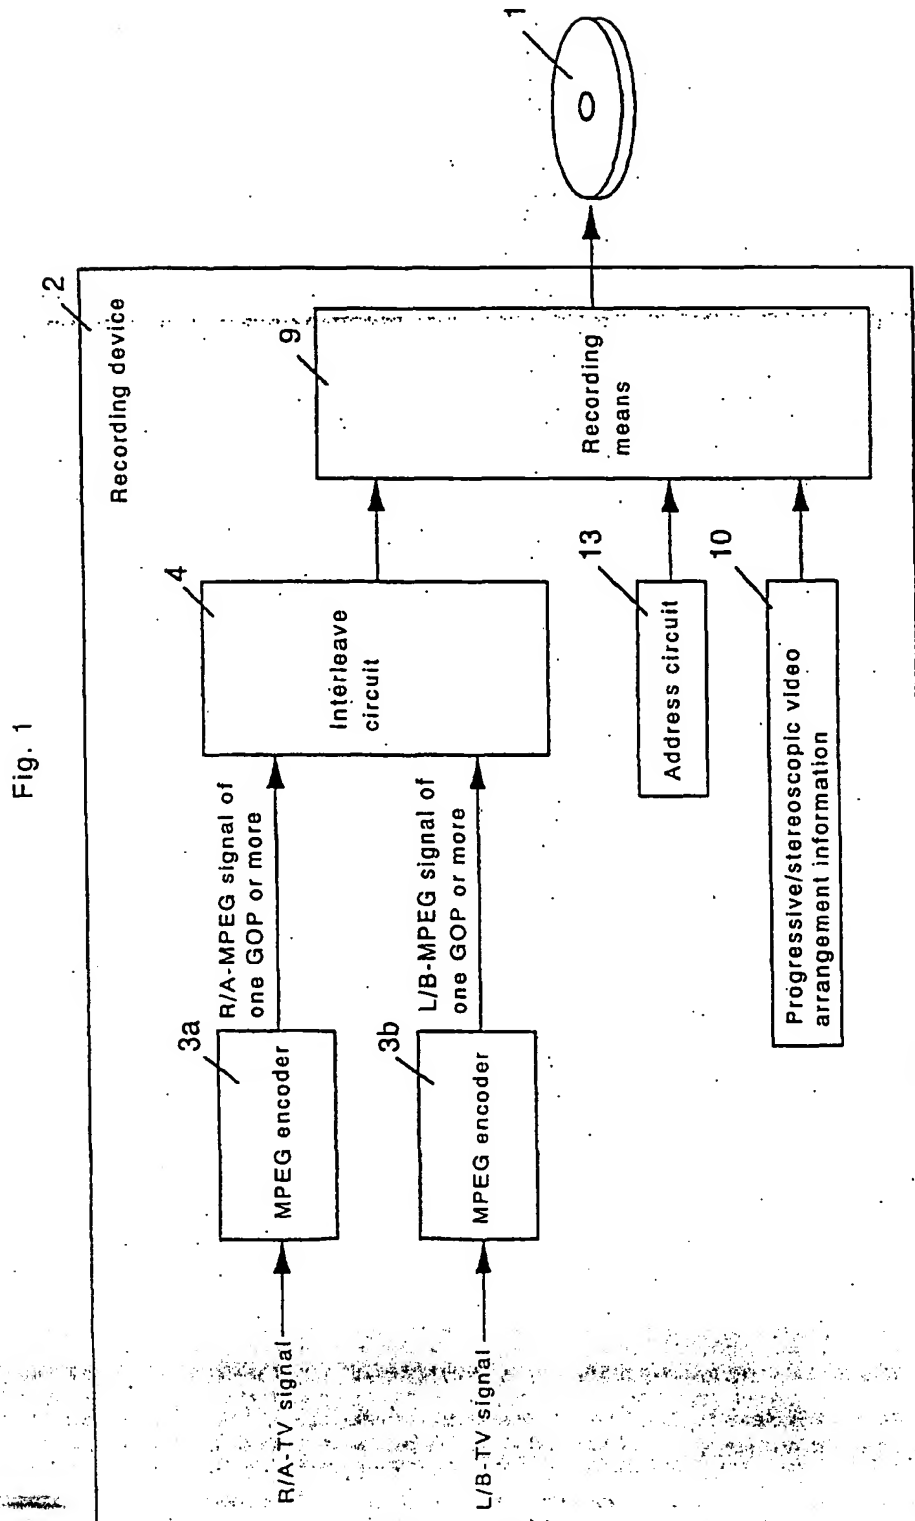 Fig. 1
2
Recording device
1
R/A-TV signal
3a
MPEG encoder
R/A-MPEG signal of
one GOP or more
4
Interleave
circuit
9
Recording
means
L/B-TV signal
3b
MPEG encoder
L/B-MPEG signal of
one GOP or more
13
Address circuit
10
Progressive/stereoscopic video
arrangement information